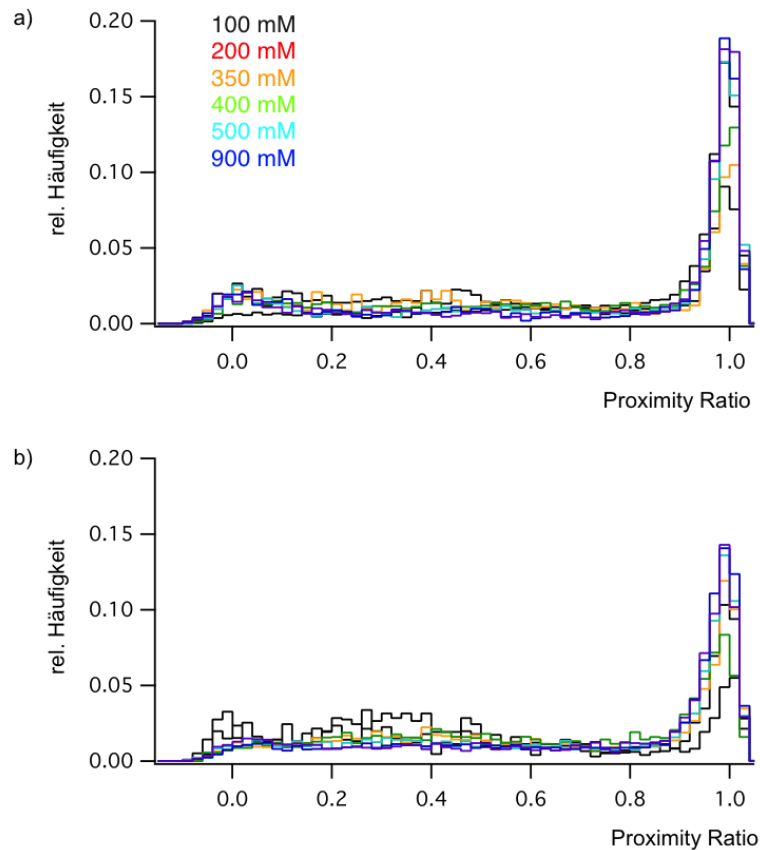 a)
0.20
0.15
0.10
0.05
0.00
rel. Häufigkeit
100 mM
200 mM
350 mM
400 mM
500 mM
900 mM
0.0 0.2 0.4 0.6 0.8 1.0
Proximity Ratio
b)
0.20
0.15
0.10
0.05
0.00
rel. Häufigkeit
0.0 0.2 0.4 0.6 0.8 1.0
Proximity Ratio